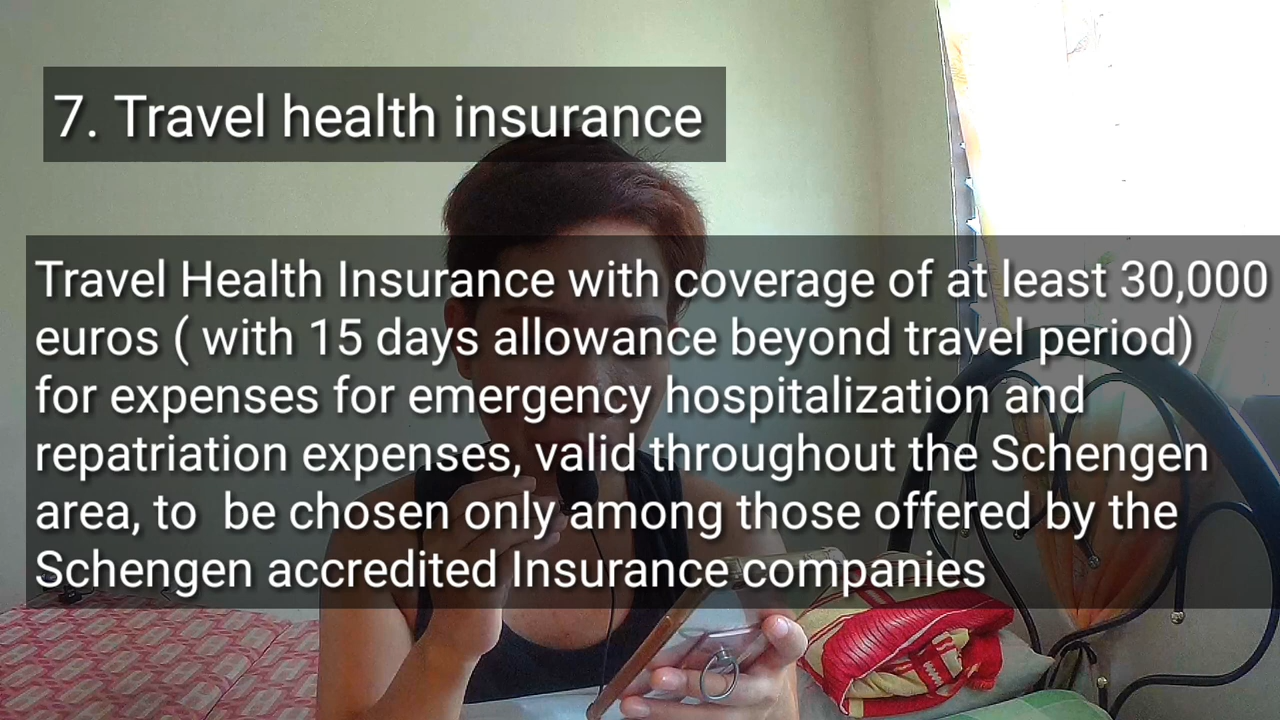 7. Travel health insurance
Travel Health Insurance with coverage of at least 30,000
euros ( with 15 days allowance beyond travel period)
for expenses for emergency hospitalization and
repatriation expenses, valid throughout the Schengen
area, to  be chosen only among those offered by the
Schengen accredited Insurance companies